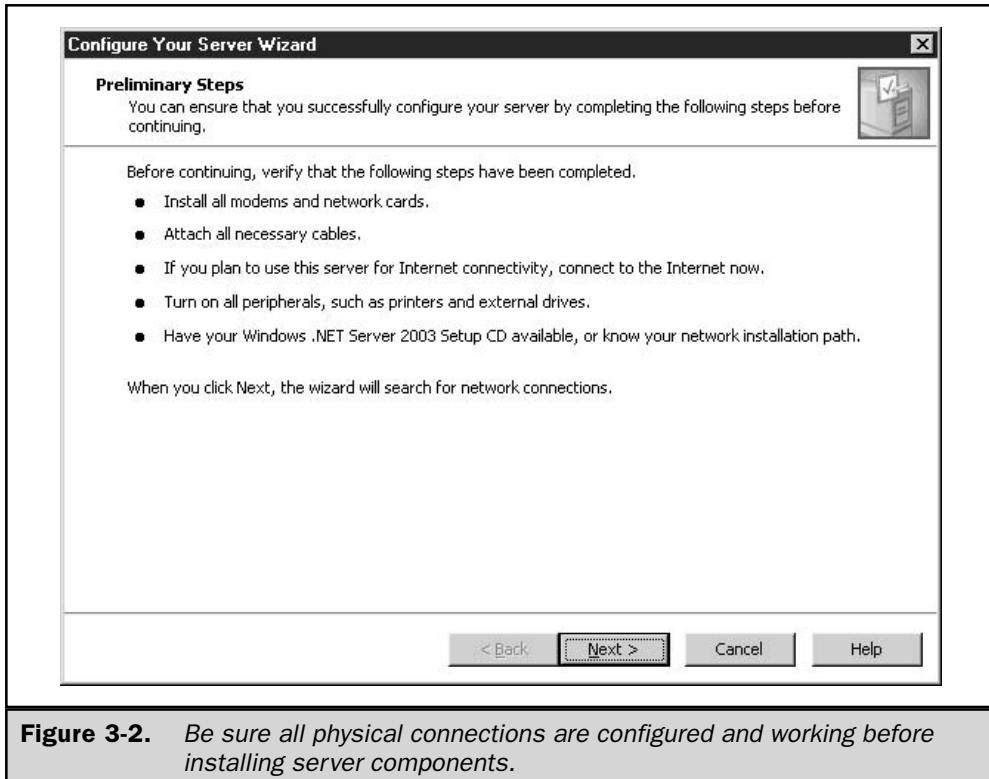 Configure Your Server Wizard
Preliminary Steps
You can ensure that you successfully configure your server by completing the following steps before
continuing.
Before continuing, verify that the following steps have been completed.
● Install all modems and network cards.
● Attach all necessary cables.
● If you plan to use this server for Internet connectivity, connect to the Internet now.
● Turn on all peripherals, such as printers and external drives.
● Have your Windows .NET Server 2003 Setup CD available, or know your network installation path.
When you click Next, the wizard will search for network connections.
< Back Next > Cancel Help
Figure 3-2. Be sure all physical connections are configured and working before
installing server components.